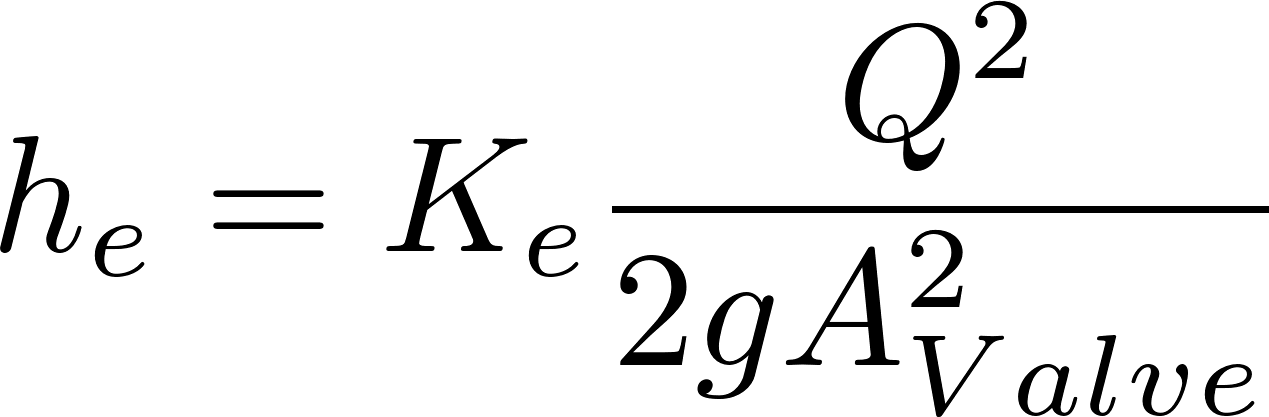 h_e = K_e \frac{Q^2}{2gA_{Valve}^2}